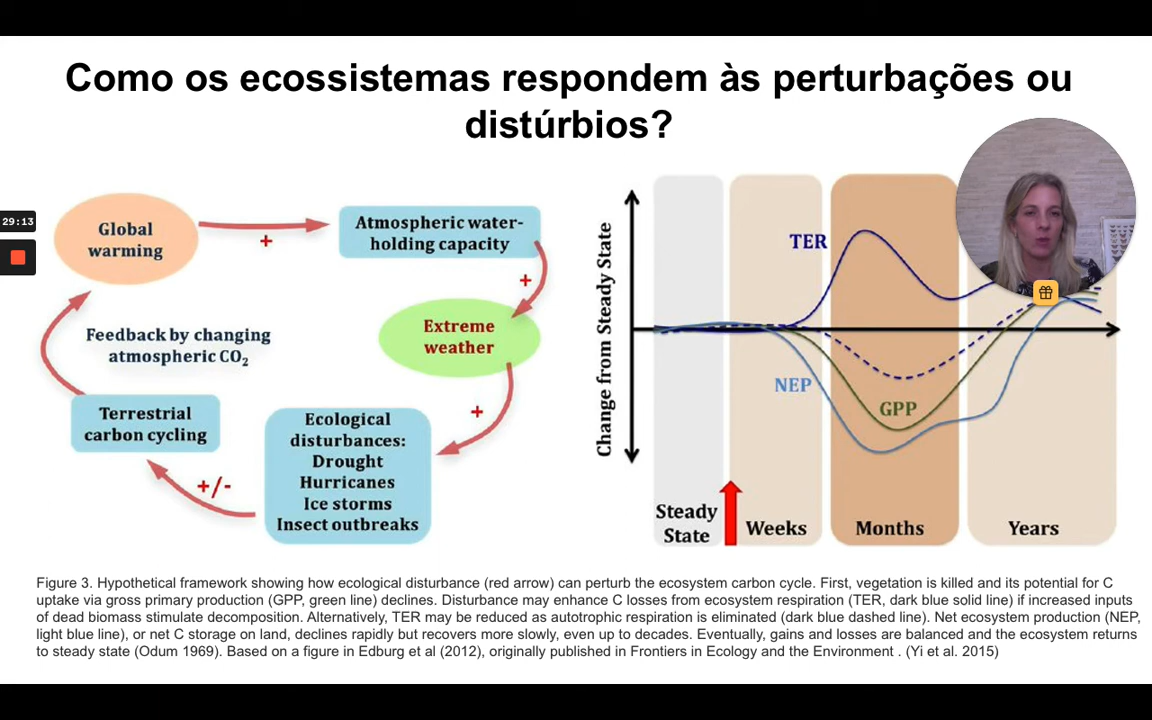 Como os ecossistemas respondem às perturbações ou
distúrbios?
29:13
Global
warming
+
Atmospheric water-
holding capacity
+
Extreme
weather
Feedback by changing
atmospheric CO₂
+
Terrestrial
carbon cycling
+/-
Ecological
disturbances:
Drought
Hurricanes
Ice storms
Insect outbreaks
Change from Steady State
TER
NEP
GPP
Steady
State
Weeks
Months
Years
Figure 3. Hypothetical framework showing how ecological disturbance (red arrow) can perturb the ecosystem carbon cycle. First, vegetation is killed and its potential for C
uptake via gross primary production (GPP, green line) declines. Disturbance may enhance C losses from ecosystem respiration (TER, dark blue solid line) if increased inputs
of dead biomass stimulate decomposition. Alternatively, TER may be reduced as autotrophic respiration is eliminated (dark blue dashed line). Net ecosystem production (NEP,
light blue line), or net C storage on land, declines rapidly but recovers more slowly, even up to decades. Eventually, gains and losses are balanced and the ecosystem returns
to steady state (Odum 1969). Based on a figure in Edburg et al (2012), originally published in Frontiers in Ecology and the Environment . (Yi et al. 2015)